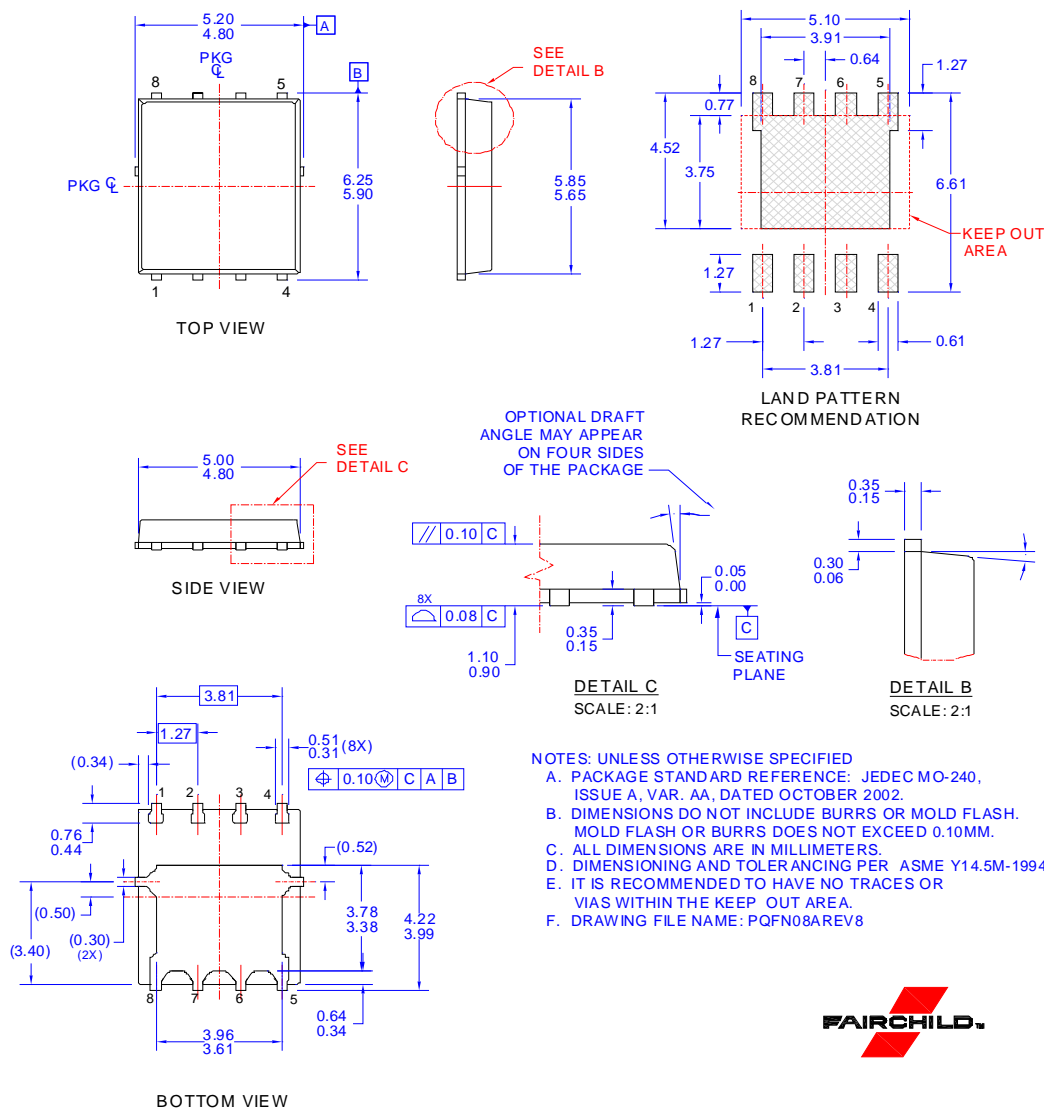 5.20
4.80
A
PKG
CL
B
8
5
PKG CL
6.25
5.90
1
4
TOP VIEW
SEE
DETAIL B
5.85
5.65
5.10
3.91
0.64
1.27
8
7
6
5
0.77
4.52
3.75
6.61
KEEP OUT
AREA
1.27
1
2
3
4
1.27
0.61
3.81
LAND PATTERN
RECOMMENDATION
5.00
4.80
SEE
DETAIL C
SIDE VIEW
OPTIONAL DRAFT
ANGLE MAY APPEAR
ON FOUR SIDES
OF THE PACKAGE
// 0.10 C
8X
0.08 C
1.10
0.90
0.35
0.15
0.05
0.00
C
SEATING
PLANE
DETAIL C
SCALE: 2:1
0.35
0.15
0.30
0.06
DETAIL B
SCALE: 2:1
3.81
1.27
(0.34)
0.51
0.31 (8X)
⌖ 0.10 Ⓜ C A B
1
2
3
4
0.76
0.44
(0.52)
(0.50)
(0.30)
(2X)
(3.40)
3.78
3.38
4.22
3.99
8
7
6
5
0.64
0.34
3.96
3.61
BOTTOM VIEW
NOTES: UNLESS OTHERWISE SPECIFIED
A. PACKAGE STANDARD REFERENCE: JEDEC MO-240,
ISSUE A, VAR. AA, DATED OCTOBER 2002.
B. DIMENSIONS DO NOT INCLUDE BURRS OR MOLD FLASH.
MOLD FLASH OR BURRS DOES NOT EXCEED 0.10MM.
C. ALL DIMENSIONS ARE IN MILLIMETERS.
D. DIMENSIONING AND TOLERANCING PER ASME Y14.5M-1994
E. IT IS RECOMMENDED TO HAVE NO TRACES OR
VIAS WITHIN THE KEEP OUT AREA.
F. DRAWING FILE NAME: PQFN08AREV8
FAIRCHILD™